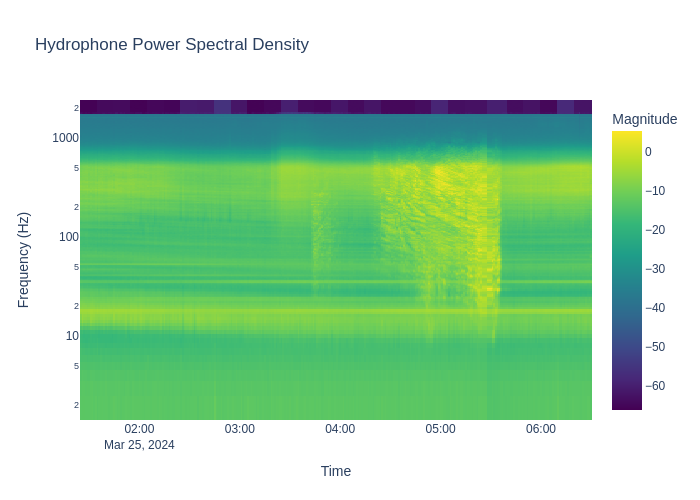 Hydrophone Power Spectral Density
Magnitude
2
1000
5
2
100
5
2
10
5
2
0
−10
−20
−30
−40
−50
−60
Frequency (Hz)
02:00 03:00 04:00 05:00 06:00
Mar 25, 2024
Time